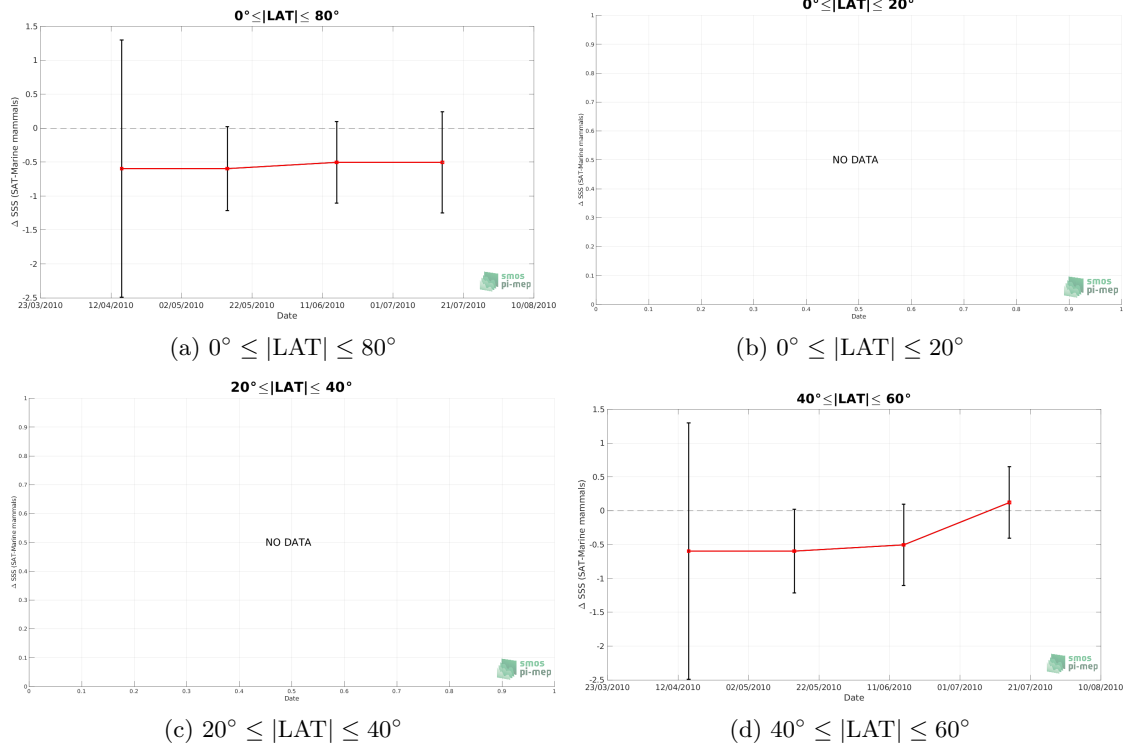 0°≤|LAT|≤ 80°
1.5
1
0.5
0
-0.5
-1
-1.5
-2
-2.5
Δ SSS (SAT-Marine mammals)
23/03/2010 12/04/2010 02/05/2010 22/05/2010 11/06/2010 01/07/2010 21/07/2010 10/08/2010
Date
smos
pi-mep
(a) 0° ≤ |LAT| ≤ 80°
0°≤|LAT|≤ 20°
1
0.9
0.8
0.7
0.6
0.5
0.4
0.3
0.2
0.1
0
Δ SSS (SAT-Marine mammals)
NO DATA
0 0.1 0.2 0.3 0.4 0.5 0.6 0.7 0.8 0.9 1
Date
smos
pi-mep
(b) 0° ≤ |LAT| ≤ 20°
20°≤|LAT|≤ 40°
1
0.9
0.8
0.7
0.6
0.5
0.4
0.3
0.2
0.1
0
Δ SSS (SAT-Marine mammals)
NO DATA
0 0.1 0.2 0.3 0.4 0.5 0.6 0.7 0.8 0.9 1
Date
smos
pi-mep
(c) 20° ≤ |LAT| ≤ 40°
40°≤|LAT|≤ 60°
1.5
1
0.5
0
-0.5
-1
-1.5
-2
-2.5
Δ SSS (SAT-Marine mammals)
23/03/2010 12/04/2010 02/05/2010 22/05/2010 11/06/2010 01/07/2010 21/07/2010 10/08/2010
Date
smos
pi-mep
(d) 40° ≤ |LAT| ≤ 60°